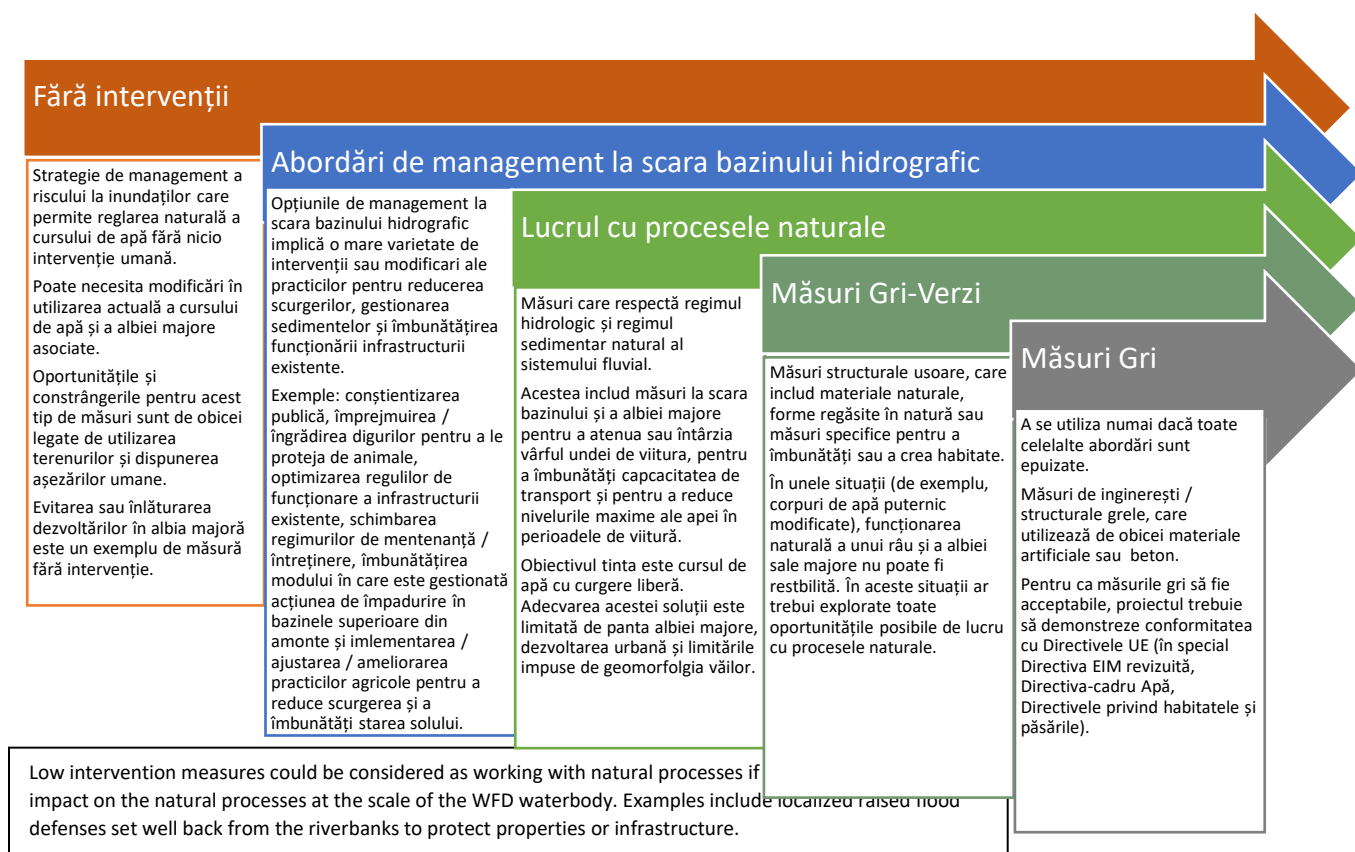 Fără intervenții
Strategie de management a
riscului la inundaților care
permite reglarea naturală a
cursului de apă fără nicio
intervenție umană.
Poate necesita modificări în
utilizarea actuală a cursului
de apă și a albiei majore
asociate.
Oportunitățile și
constrângerile pentru acest
tip de măsuri sunt de obicei
legate de utilizarea
terenurilor și dispunerea
așezărilor umane.
Evitarea sau înlăturarea
dezvoltărilor în albia majoră
este un exemplu de măsură
fără intervenție.
Abordări de management la scara bazinului hidrografic
Opțiunile de management la
scara bazinului hidrografic
implică o mare varietate de
intervenții sau modificari ale
practicilor pentru reducerea
scurgerilor, gestionarea
sedimentelor și îmbunătățirea
funcționării infrastructurii
existente.
Exemple: conștientizarea
publică, împrejmuirea /
îngrădirea digurilor pentru a le
proteja de animale,
optimizarea regulilor de
funcționare a infrastructurii
existente, schimbarea
regimurilor de mentenanță /
întreținere, îmbunătățirea
modului în care este gestionată
acțiunea de împadurire în
bazinele superioare din
amonte și imlementarea /
ajustarea / ameliorarea
practicilor agricole pentru a
reduce scurgerea și a
îmbunătăți starea solului.
Lucrul cu procesele naturale
Măsuri care respectă regimul
hidrologic și regimul
sedimentar natural al
sistemului fluvial.
Acestea includ măsuri la scara
bazinului și a albiei majore
pentru a atenua sau întârzia
vârful undei de viitura, pentru
a îmbunătăți capcacitatea de
transport și pentru a reduce
nivelurile maxime ale apei în
perioadele de viitură.
Obiectivul tinta este cursul de
apă cu curgere liberă.
Adecvarea acestei soluții este
limitată de panta albiei majore,
dezvoltarea urbană și limitările
impuse de geomorfolgia văilor.
Măsuri Gri-Verzi
Măsuri structurale usoare, care
includ materiale naturale,
forme regăsite în natură sau
măsuri specifice pentru a
îmbunătăți sau a crea habitate.
În unele situații (de exemplu,
corpuri de apă puternic
modificate), funcționarea
naturală a unui râu și a albiei
sale majore nu poate fi
restbilită. În aceste situații ar
trebui explorate toate
oportunitățile posibile de lucru
cu procesele naturale.
Măsuri Gri
A se utiliza numai dacă toate
celelalte abordări sunt
epuizate.
Măsuri de inginerești /
structurale grele, care
utilizează de obicei materiale
artificiale sau beton.
Pentru ca măsurile gri să fie
acceptabile, proiectul trebuie
să demonstreze conformitatea
cu Directivele UE (în special
Directiva EIM revizuită,
Directiva-cadru Apă,
Directivele privind habitatele și
păsările).
Low intervention measures could be considered as working with natural processes if
impact on the natural processes at the scale of the WFD waterbody. Examples include localized raised flood
defenses set well back from the riverbanks to protect properties or infrastructure.